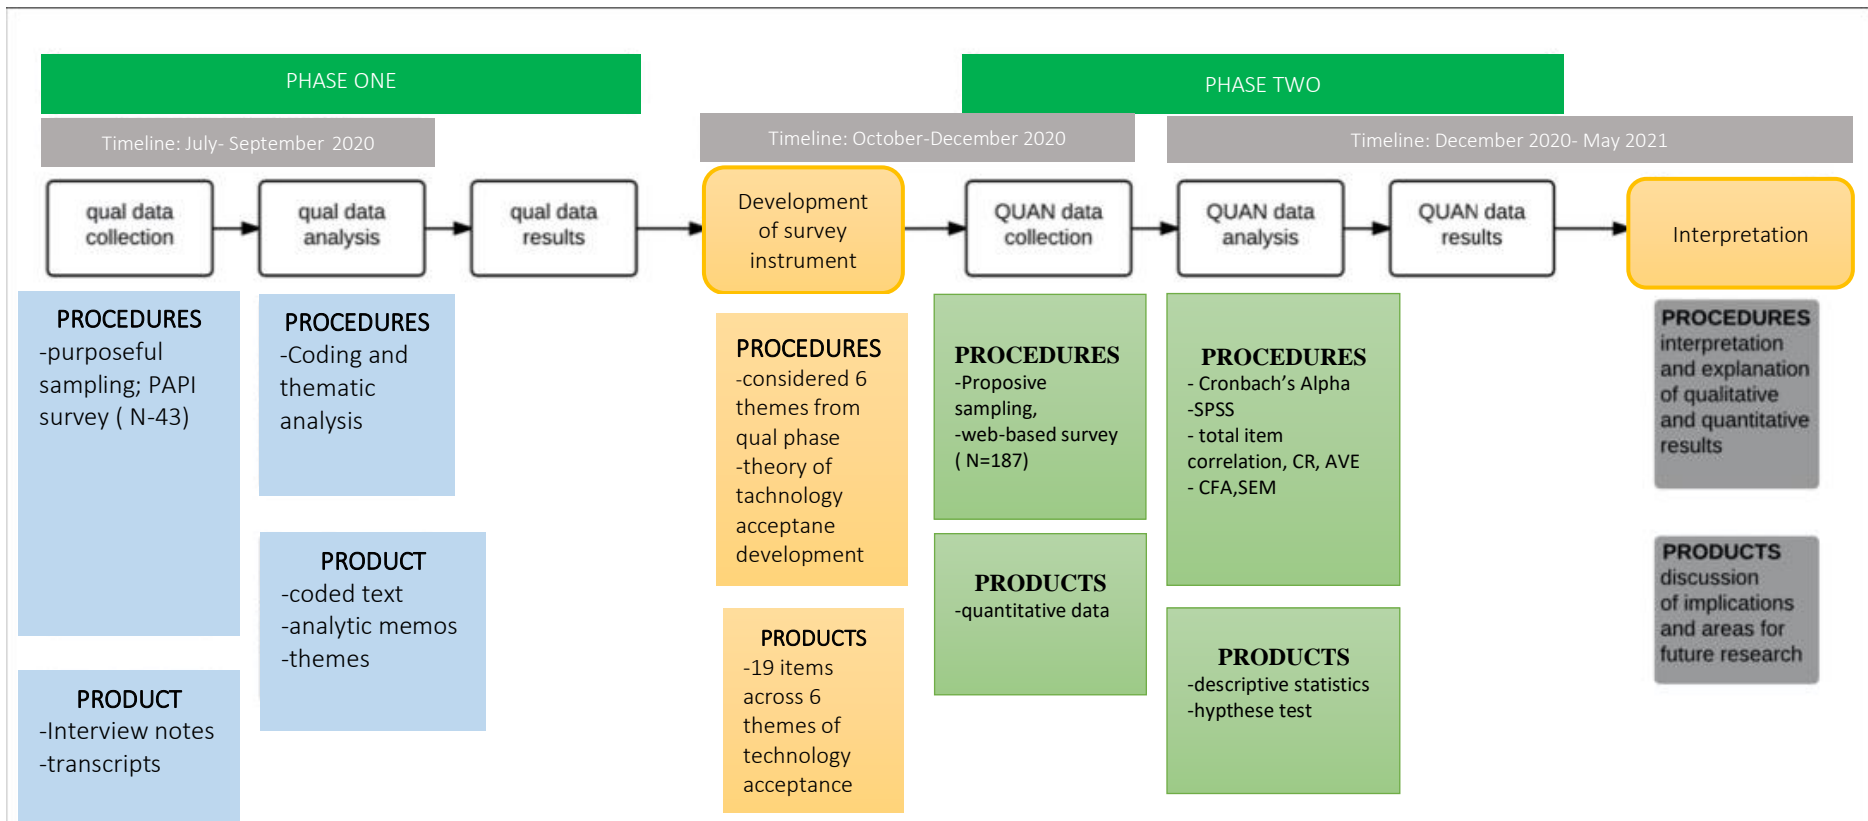 PHASE ONE
PHASE TWO
Timeline: July- September 2020
Timeline: October-December 2020
Timeline: December 2020- May 2021
qual data
collection
qual data
analysis
qual data
results
Development
of survey
instrument
QUAN data
collection
QUAN data
analysis
QUAN data
results
Interpretation
PROCEDURES
-purposeful
sampling; PAPI
survey ( N-43)
PRODUCT
-Interview notes
-transcripts
PROCEDURES
-Coding and
thematic
analysis
PRODUCT
-coded text
-analytic memos
-themes
PROCEDURES
-considered 6
themes from
qual phase
-theory of
tachnology
acceptane
development
PRODUCTS
-19 items
across 6
themes of
technology
acceptance
PROCEDURES
-Proposive
sampling,
-web-based survey
( N=187)
PRODUCTS
-quantitative data
PROCEDURES
- Cronbach’s Alpha
-SPSS
- total item
correlation, CR, AVE
- CFA,SEM
PRODUCTS
-descriptive statistics
-hypthese test
PROCEDURES
interpretation
and explanation
of qualitative
and quantitative
results
PRODUCTS
discussion
of implications
and areas for
future research